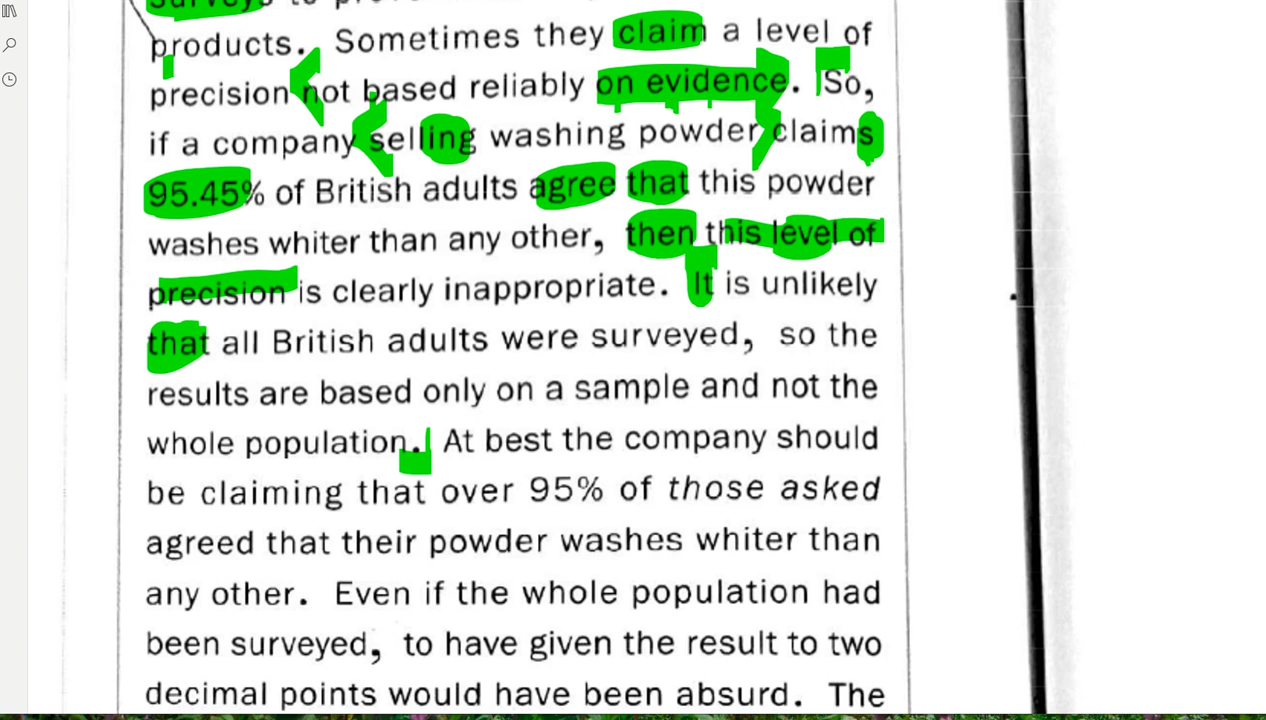 surveys to
products. Sometimes they claim a level of
precision not based reliably on evidence. So,
if a company selling washing powder claims
95.45% of British adults agree that this powder
washes whiter than any other, then this level of
precision is clearly inappropriate. It is unlikely
that all British adults were surveyed, so the
results are based only on a sample and not the
whole population. At best the company should
be claiming that over 95% of those asked
agreed that their powder washes whiter than
any other. Even if the whole population had
been surveyed, to have given the result to two
decimal points would have been absurd. The